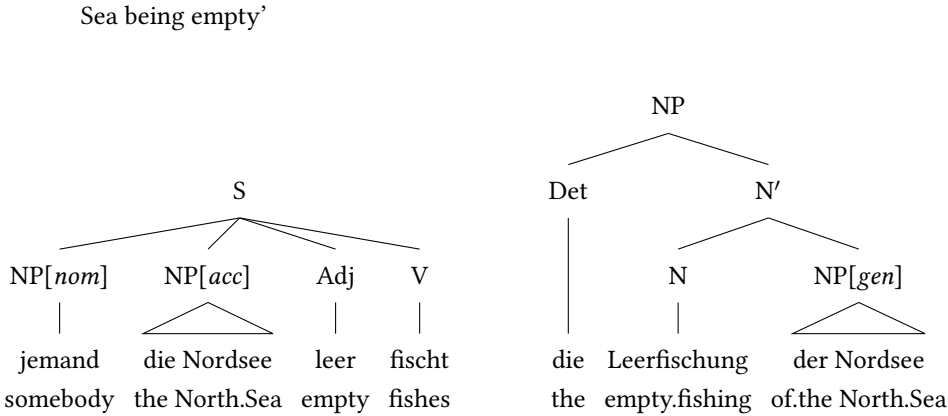 Sea being empty’
NP
S Det N′
NP[nom] NP[acc] Adj V N NP[gen]
jemand die Nordsee leer fischt die Leerfischung der Nordsee
somebody the North.Sea empty fishes the empty.fishing of.the North.Sea